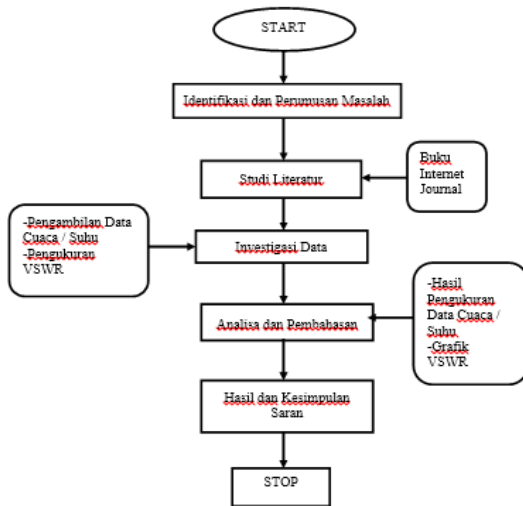 START
Identifikasi dan Perumusan Masalah
Studi Literatur
Buku
Internet
Journal
-Pengambilan Data
Cuaca / Suhu
-Pengukuran
VSWR
Investigasi Data
Analisa dan Pembahasan
-Hasil
Pengukuran
Data Cuaca /
Suhu
-Grafik
VSWR
Hasil dan Kesimpulan
Saran
STOP